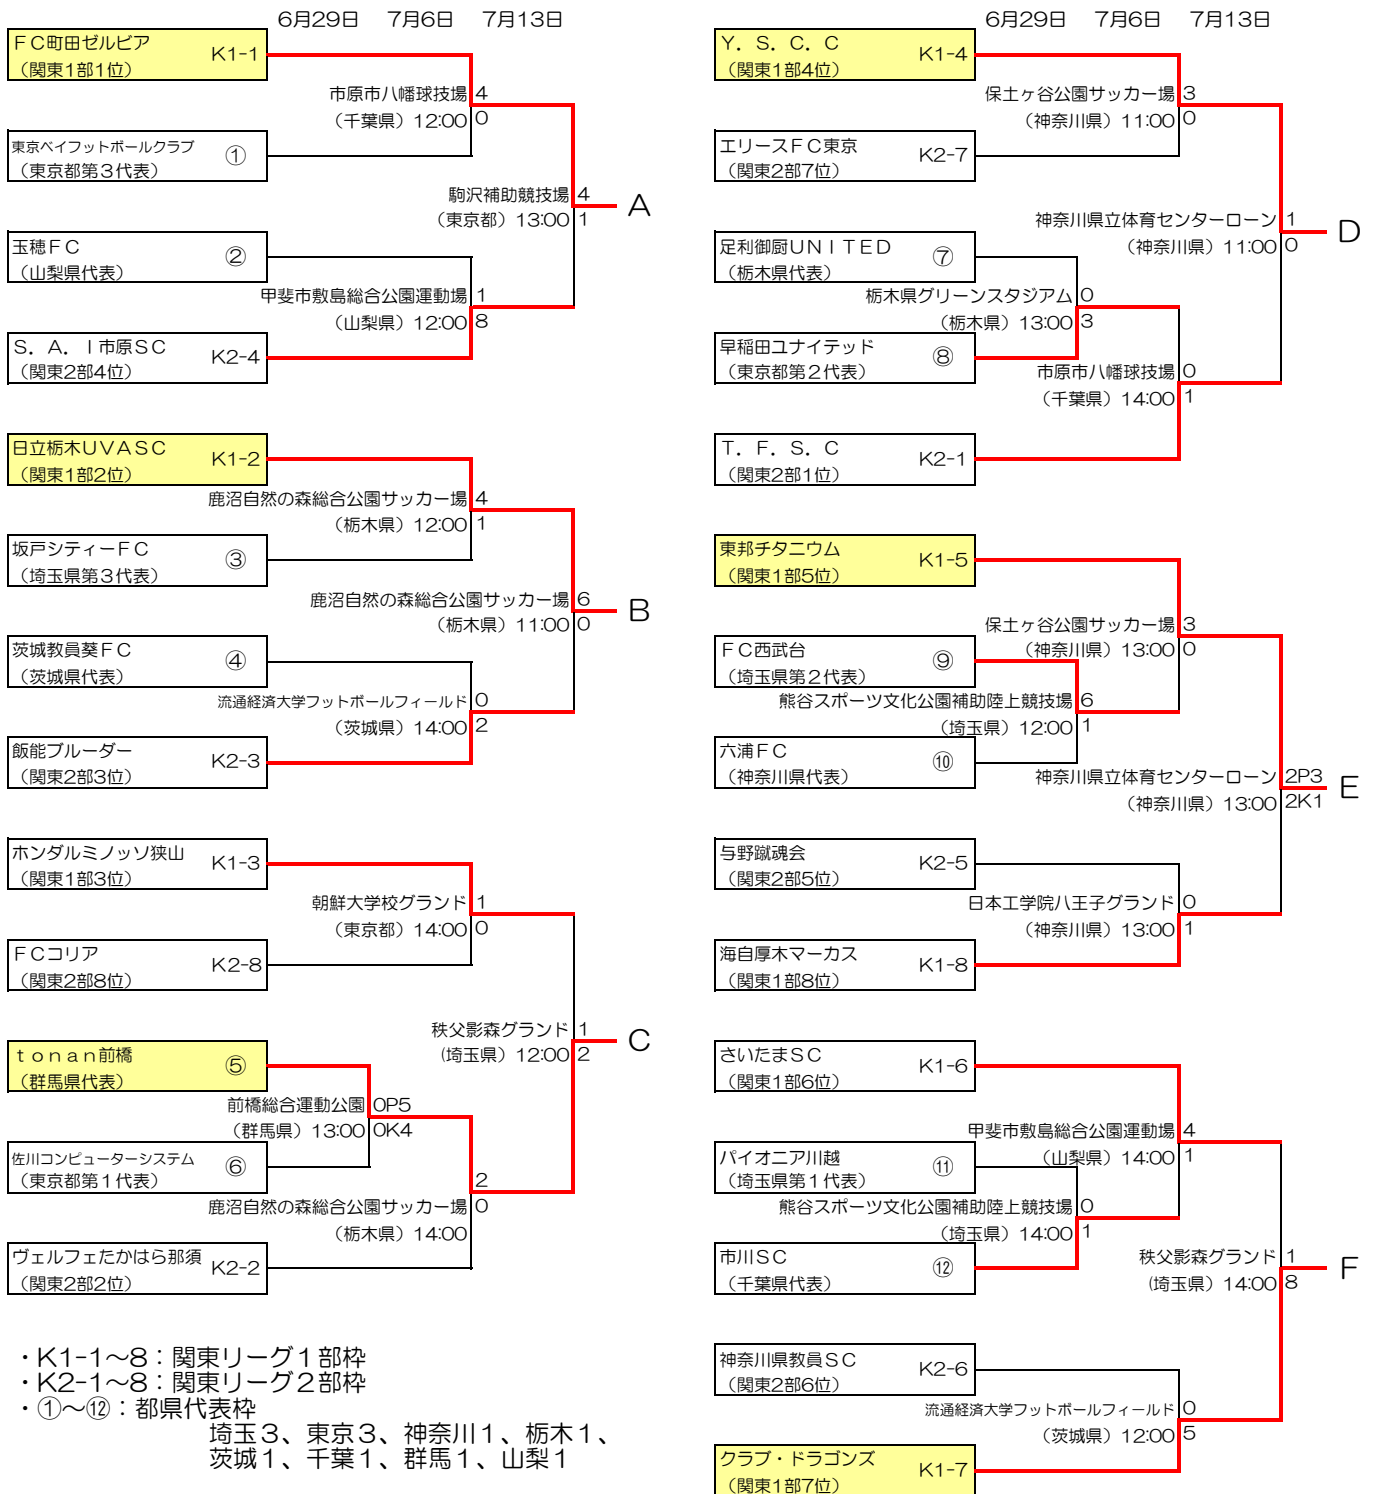 6月29日 7月6日 7月13日
ＦＣ町田ゼルビア
（関東1部1位）
K1-1
市原市八幡球技場 4
（千葉県）12:00 0
東京ベイフットボールクラブ
（東京都第３代表）
①
駒沢補助競技場 4
（東京都）13:00 1
A
玉穂ＦＣ
（山梨県代表）
②
甲斐市敷島総合公園運動場 1
（山梨県）12:00 8
Ｓ．Ａ．Ｉ市原ＳＣ
（関東2部4位）
K2-4
日立栃木ＵＶＡＳＣ
（関東1部2位）
K1-2
鹿沼自然の森総合公園サッカー場 4
（栃木県）12:00 1
坂戸シティーＦＣ
（埼玉県第３代表）
③
鹿沼自然の森総合公園サッカー場 6
（栃木県）11:00 0
B
茨城教員葵ＦＣ
（茨城県代表）
④
流通経済大学フットボールフィールド 0
（茨城県）14:00 2
飯能ブルーダー
（関東2部3位）
K2-3
ホンダルミノッソ狭山
（関東1部3位）
K1-3
朝鮮大学校グランド 1
（東京都）14:00 0
ＦＣコリア
（関東2部8位）
K2-8
秩父影森グランド 1
（埼玉県）12:00 2
C
ｔｏｎａｎ前橋
（群馬県代表）
⑤
前橋総合運動公園 0P5
（群馬県）13:00 0K4
佐川コンピューターシステム
（東京都第１代表）
⑥
2
鹿沼自然の森総合公園サッカー場 0
（栃木県）14:00
ヴェルフェたかはら那須
（関東2部2位）
K2-2
・K1-1～8：関東リーグ１部枠
・K2-1～8：関東リーグ２部枠
・①～⑫：都県代表枠
埼玉３、東京３、神奈川１、栃木１、
茨城１、千葉１、群馬１、山梨１
6月29日 7月6日 7月13日
Ｙ．Ｓ．Ｃ．Ｃ
（関東1部4位）
K1-4
保土ヶ谷公園サッカー場 3
（神奈川県）11:00 0
エリースＦＣ東京
（関東2部7位）
K2-7
神奈川県立体育センターローン 1
（神奈川県）11:00 0
D
足利御厨ＵＮＩＴＥＤ
（栃木県代表）
⑦
栃木県グリーンスタジアム 0
（栃木県）13:00 3
早稲田ユナイテッド
（東京都第２代表）
⑧
市原市八幡球技場 0
（千葉県）14:00 1
Ｔ．Ｆ．Ｓ．Ｃ
（関東2部1位）
K2-1
東邦チタニウム
（関東1部5位）
K1-5
保土ヶ谷公園サッカー場 3
（神奈川県）13:00 0
ＦＣ西武台
（埼玉県第２代表）
⑨
熊谷スポーツ文化公園補助陸上競技場 6
（埼玉県）12:00 1
六浦ＦＣ
（神奈川県代表）
⑩
神奈川県立体育センターローン 2P3
（神奈川県）13:00 2K1
E
与野蹴魂会
（関東2部5位）
K2-5
日本工学院八王子グランド 0
（神奈川県）13:00 1
海自厚木マーカス
（関東1部8位）
K1-8
さいたまＳＣ
（関東1部6位）
K1-6
甲斐市敷島総合公園運動場 4
（山梨県）14:00 1
パイオニア川越
（埼玉県第１代表）
⑪
熊谷スポーツ文化公園補助陸上競技場 0
（埼玉県）14:00 1
市川ＳＣ
（千葉県代表）
⑫
秩父影森グランド 1
（埼玉県）14:00 8
F
神奈川県教員ＳＣ
（関東2部6位）
K2-6
流通経済大学フットボールフィールド 0
（茨城県）12:00 5
クラブ・ドラゴンズ
（関東1部7位）
K1-7